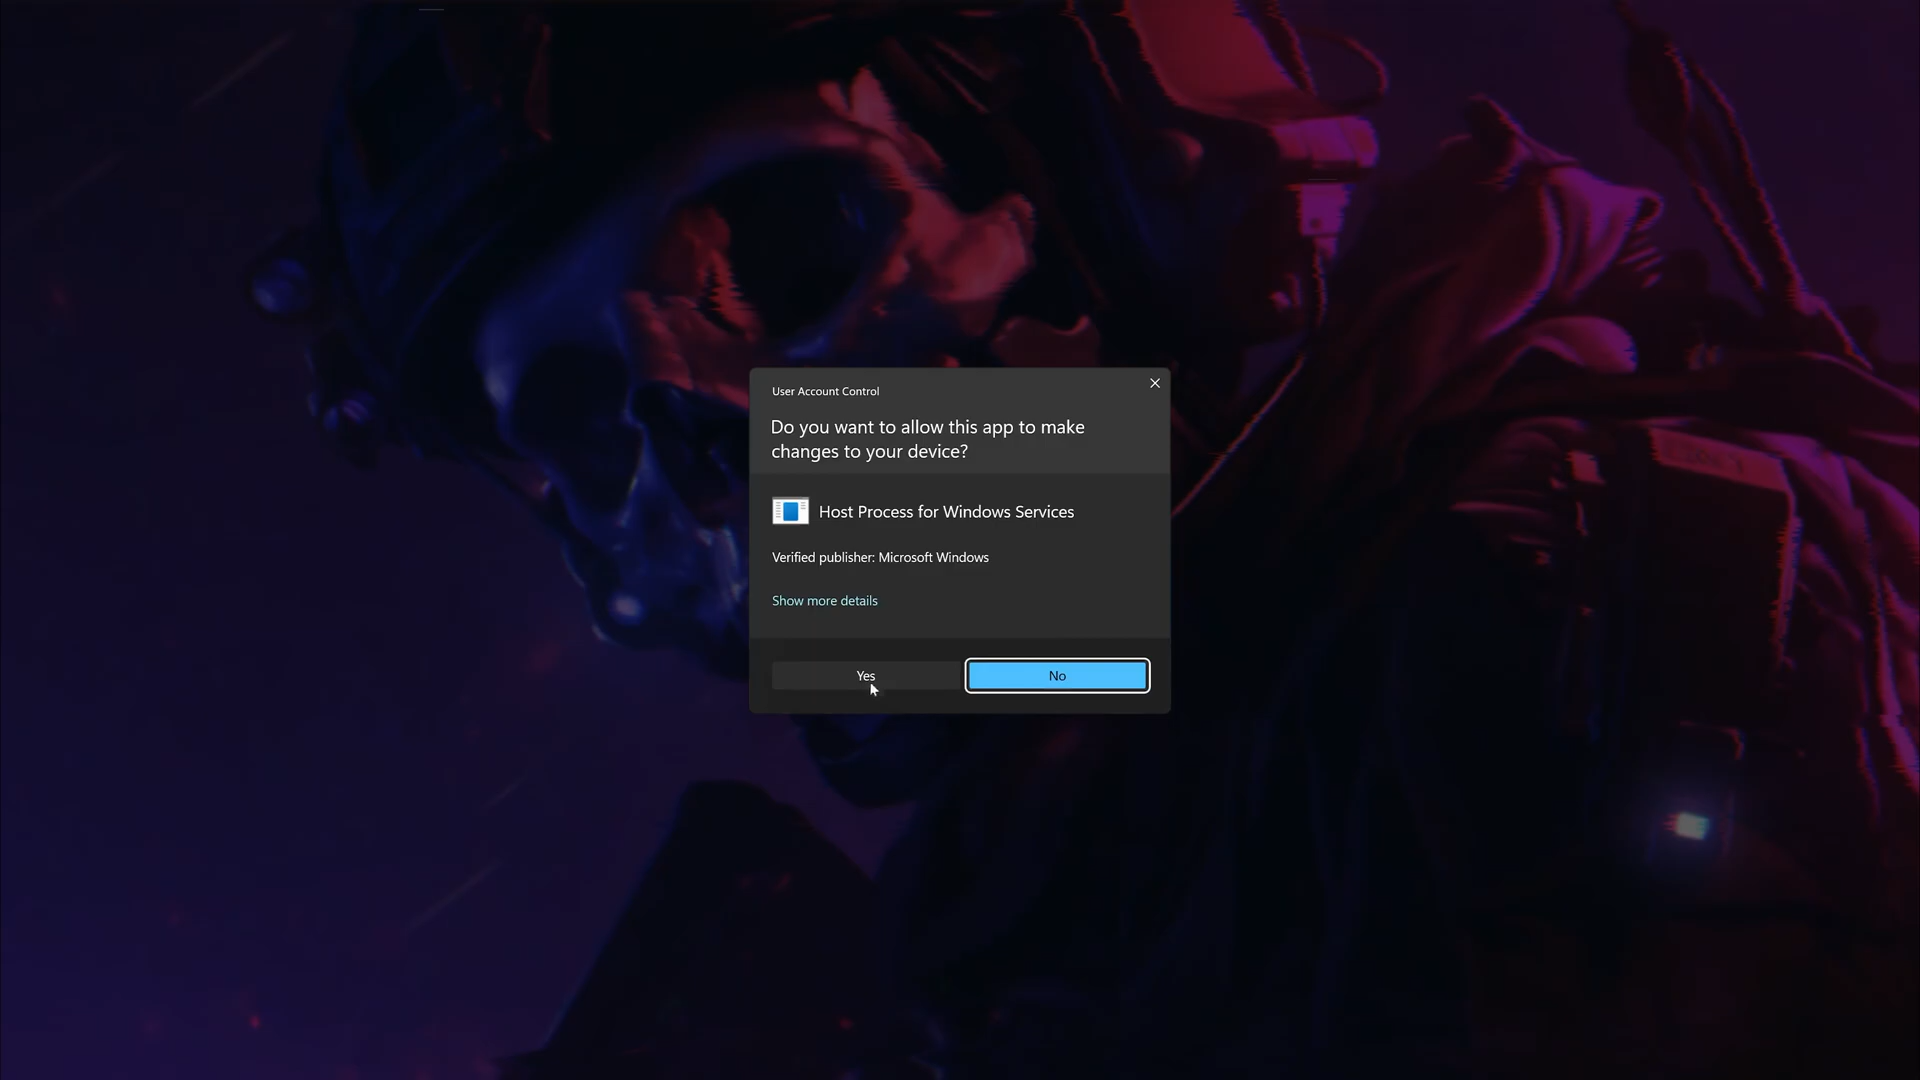 User Account Control
Do you want to allow this app to make
changes to your device?
Host Process for Windows Services
Verified publisher: Microsoft Windows
Show more details
Yes
No